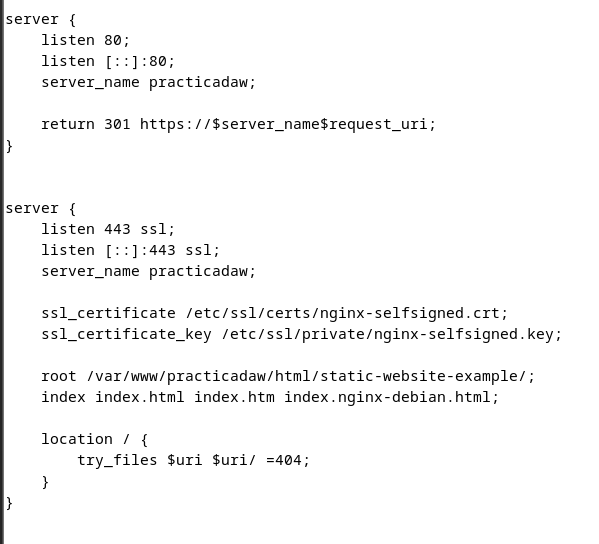 server {
    listen 80;
    listen [::]:80;
    server_name practicadaw;

    return 301 https://$server_name$request_uri;
}


server {
    listen 443 ssl;
    listen [::]:443 ssl;
    server_name practicadaw;

    ssl_certificate /etc/ssl/certs/nginx-selfsigned.crt;
    ssl_certificate_key /etc/ssl/private/nginx-selfsigned.key;

    root /var/www/practicadaw/html/static-website-example/;
    index index.html index.htm index.nginx-debian.html;

    location / {
        try_files $uri $uri/ =404;
    }
}